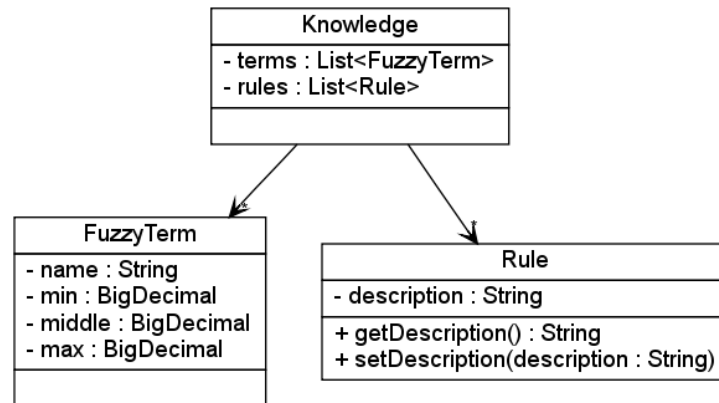 Knowledge
- terms : List<FuzzyTerm>
- rules : List<Rule>
*
*
FuzzyTerm
- name : String
- min : BigDecimal
- middle : BigDecimal
- max : BigDecimal
Rule
- description : String
+ getDescription() : String
+ setDescription(description : String)